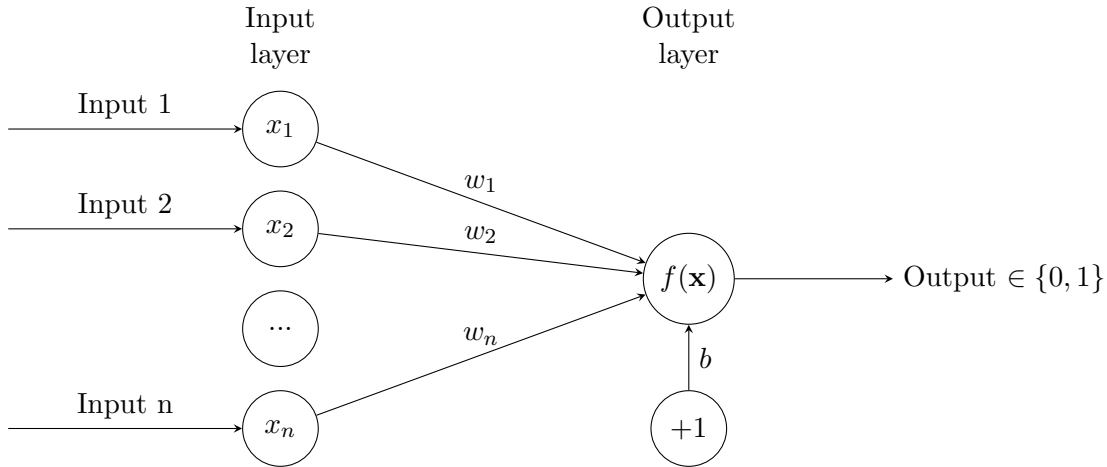 Input
layer
Output
layer
Input 1
x₁
w₁
Input 2
x₂
w₂
f(𝐱)
Output ∈ {0, 1}
...
wₙ
b
Input n
xₙ
+1